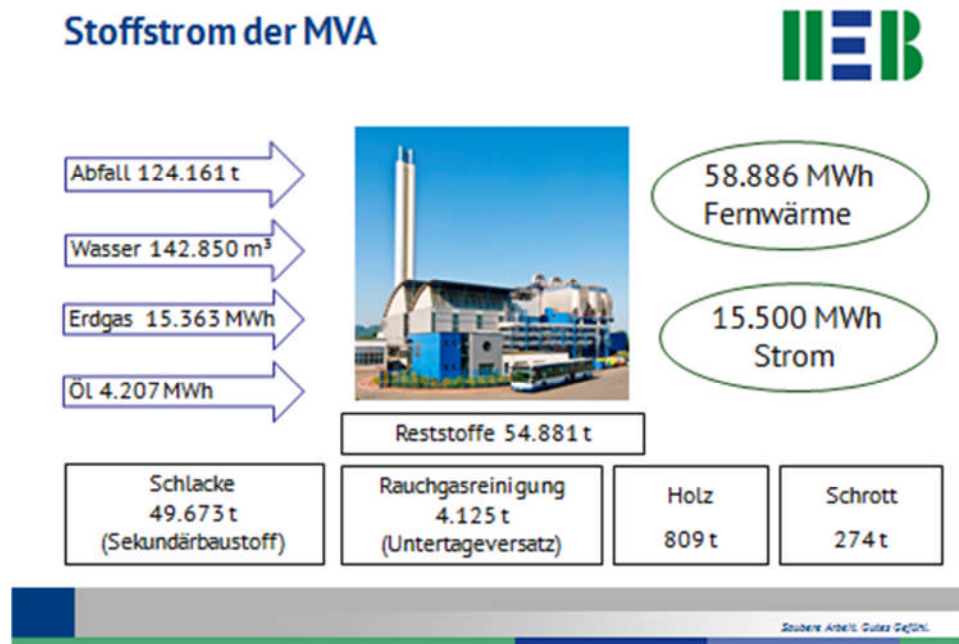 Stoffstrom der MVA
HEB
Abfall 124.161 t
Wasser 142.850 m³
Erdgas 15.363 MWh
Öl 4.207 MWh
58.886 MWh
Fernwärme
15.500 MWh
Strom
Reststoffe 54.881 t
Schlacke
49.673 t
(Sekundärbaustoff)
Rauchgasreinigung
4.125 t
(Untertageversatz)
Holz
809 t
Schrott
274 t
Saubere Arbeit. Gutes Gefühl.